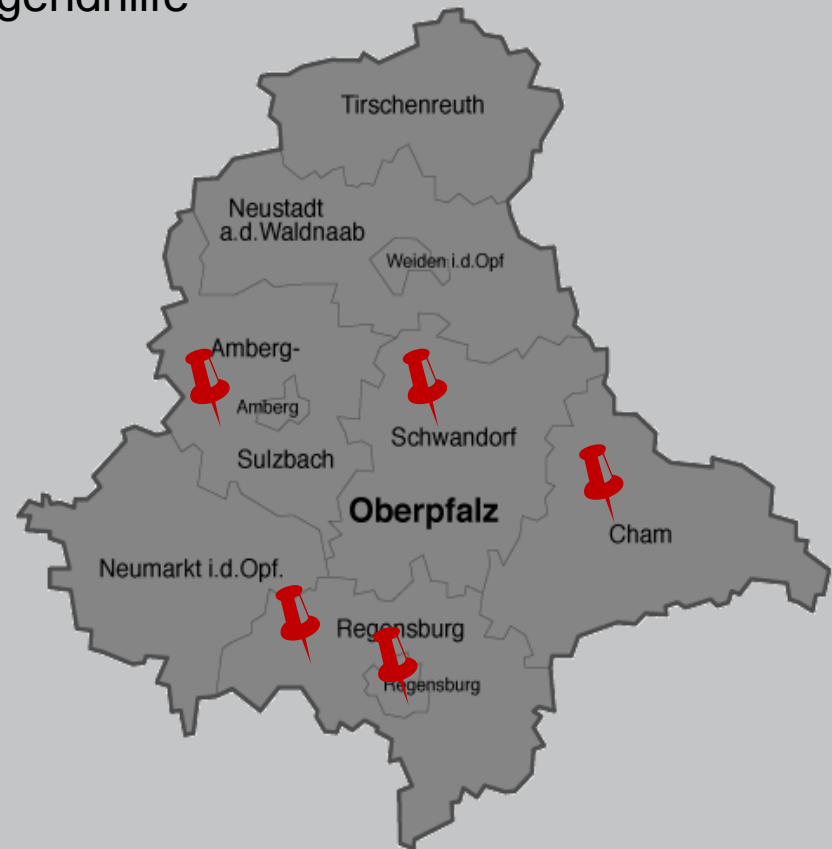 gendhilfe
Tirschenreuth
Neustadt
a.d.Waldnaab
Weiden i.d.Opf
Amberg-
Amberg
Schwandorf
Sulzbach
Oberpfalz
Cham
Neumarkt i.d.Opf.
Regensburg
Regensburg